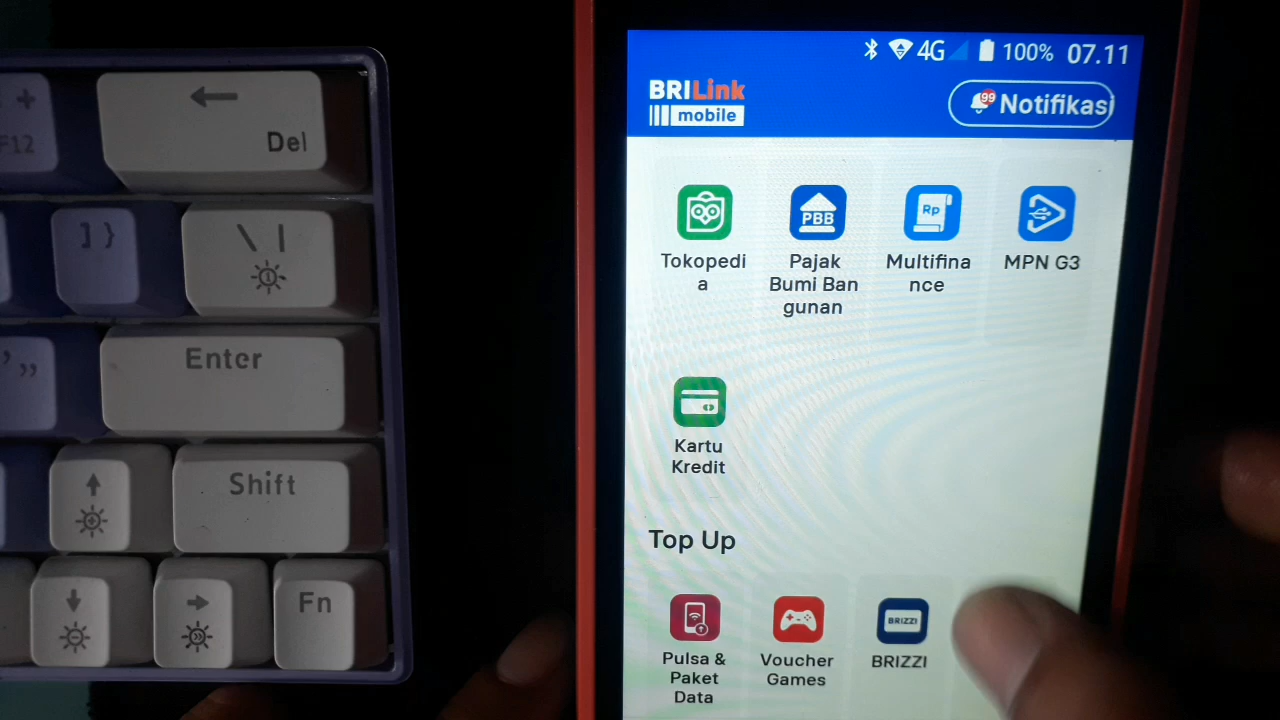 +
F12
Del
] }
\ |
' "
Enter
Shift
Fn
4G 100% 07.11
BRILink
mobile
99 Notifikasi
PBB
Rp
Tokopedi
a
Pajak
Bumi Ban
gunan
Multifina
nce
MPN G3
Kartu
Kredit
Top Up
BRIZZI
Pulsa &
Paket
Data
Voucher
Games
BRIZZI